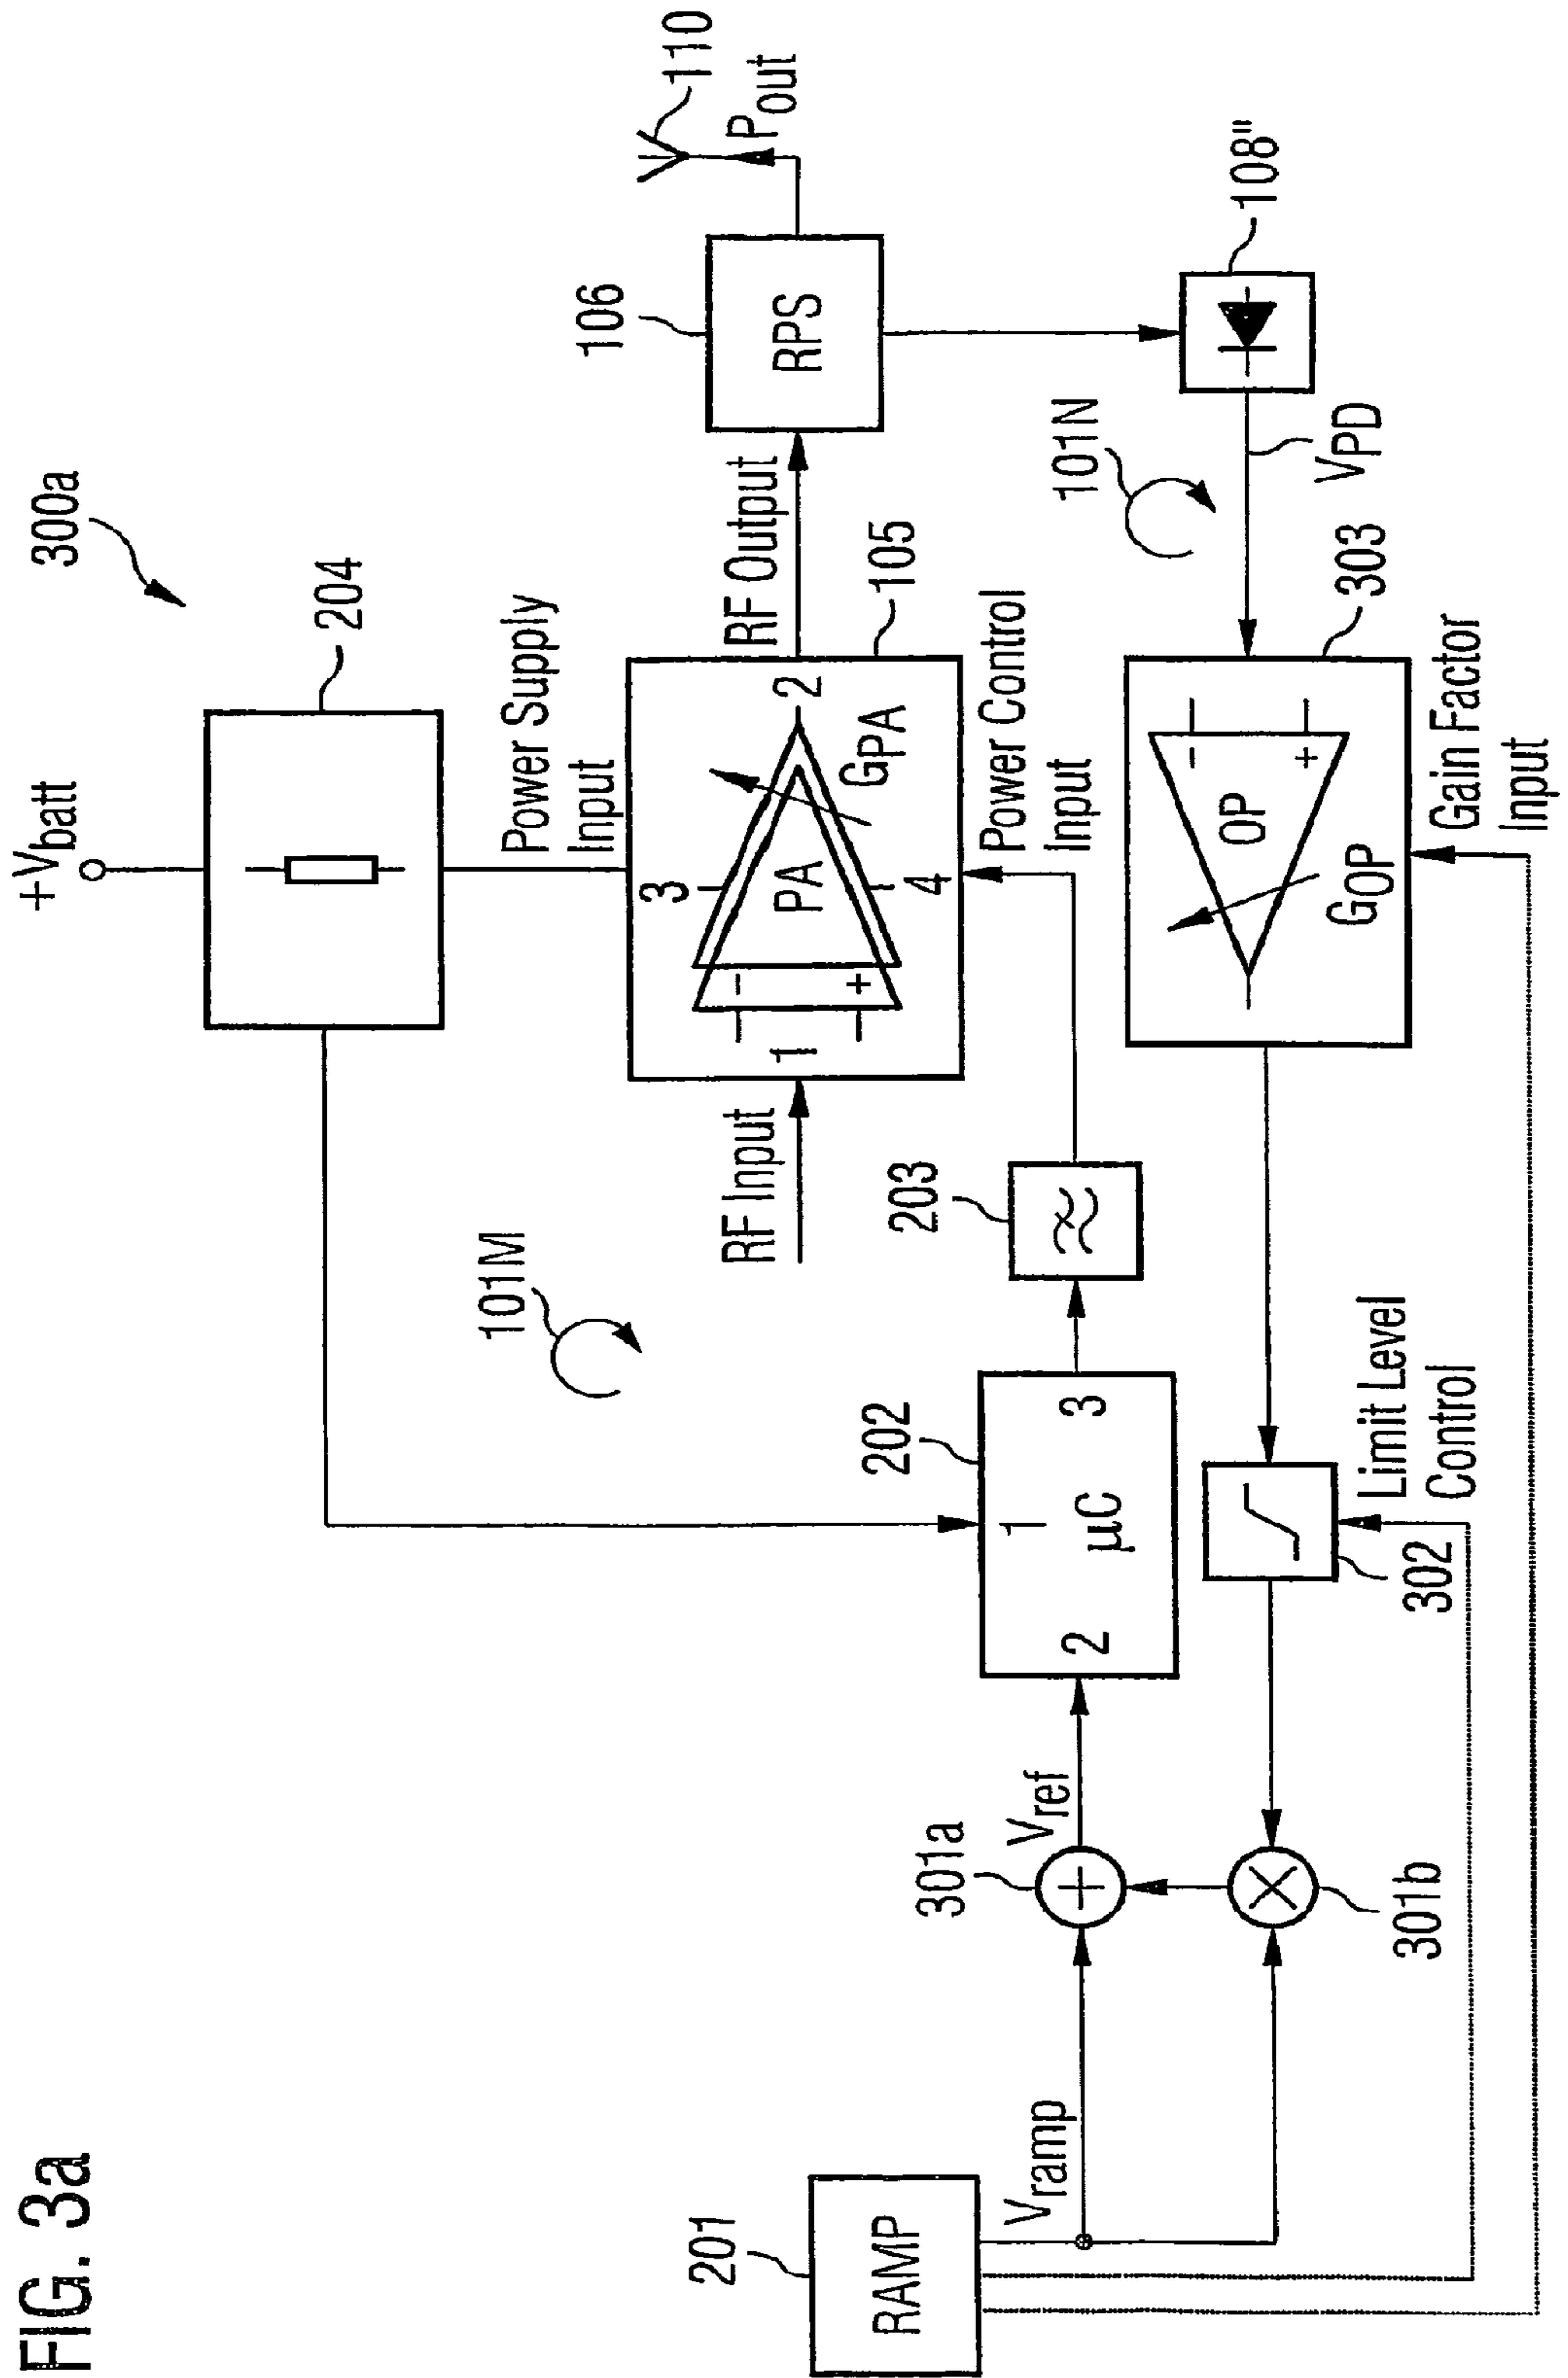 FIG. 3a
300a
+Vbatt
204
101M
Power Supply
Input
RF Input
1
- +
PA
GPA
3
4
2
105
RF Output
106
RPS
110
Pout
Power Control
Input
203
202
1
2
3
µC
201
RAMP
Vramp
301a
+
Vref
301b
302
Limit Level
Control
303
OP
GOP
- +
Gain Factor
Input
101N
VPD
108"